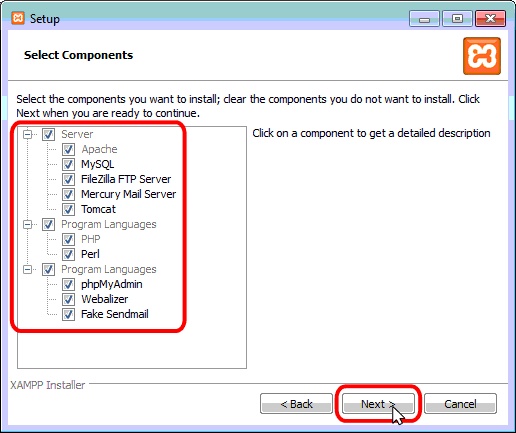 Setup
Select Components
Select the components you want to install; clear the components you do not want to install. Click
Next when you are ready to continue.
Server
Apache
MySQL
FileZilla FTP Server
Mercury Mail Server
Tomcat
Program Languages
PHP
Perl
Program Languages
phpMyAdmin
Webalizer
Fake Sendmail
Click on a component to get a detailed description
XAMPP Installer
< Back
Next >
Cancel